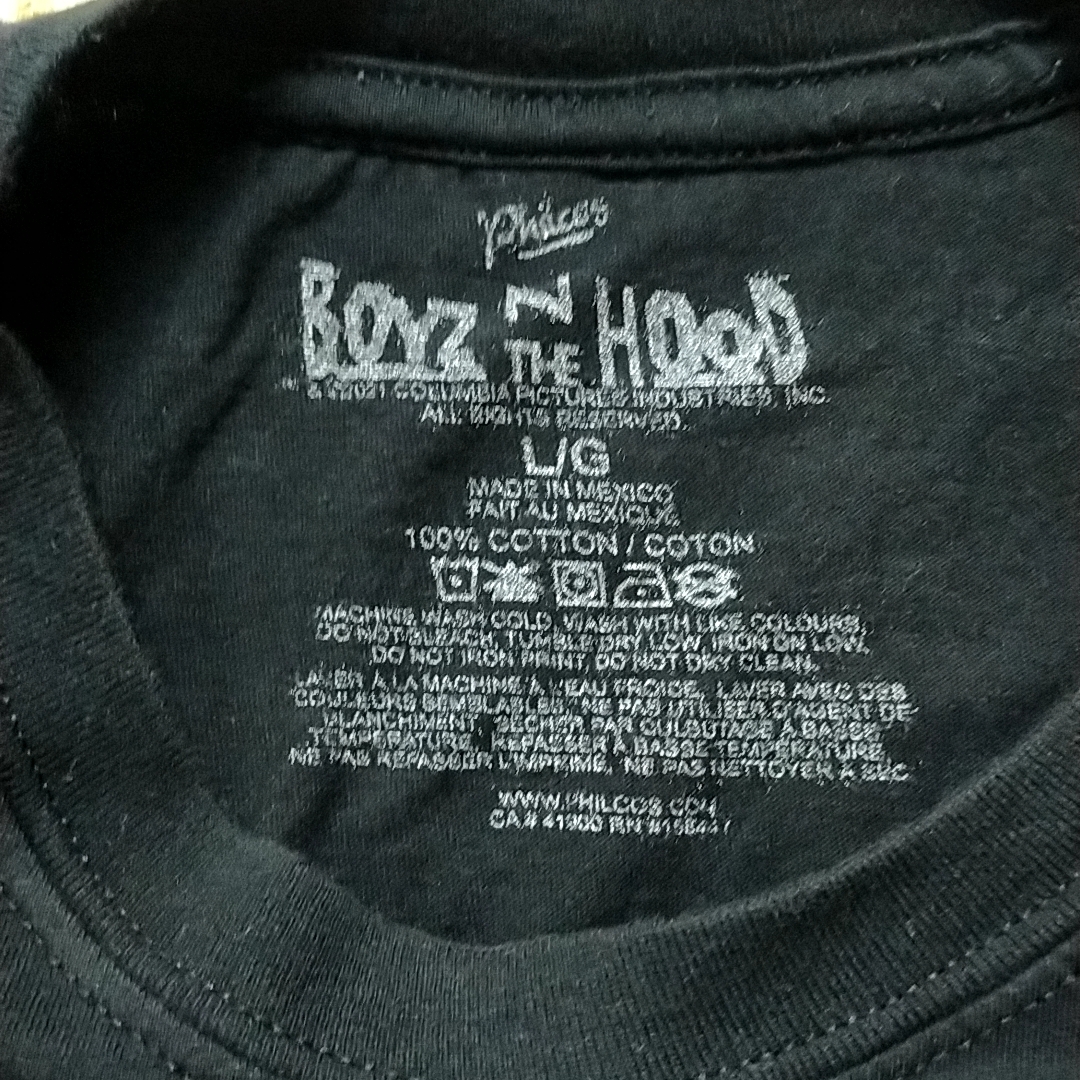 Philcos
BOYZ N THE HOOD
© 2021 COLUMBIA PICTURES INDUSTRIES, INC.
ALL RIGHTS RESERVED.
L/G
MADE IN MEXICO
FAIT AU MEXIQUE
100% COTTON / COTON
MACHINE WASH COLD, WASH WITH LIKE COLOURS,
DO NOT BLEACH, TUMBLE DRY LOW, IRON ON LOW,
DO NOT IRON PRINT, DO NOT DRY CLEAN.
LAVER A LA MACHINE À L'EAU FROIDE, LAVER AVEC DES
COULEURS SEMBLABLES, NE PAS UTILISER D'AGENT DE
BLANCHIMENT, SÉCHER PAR CULBUTAGE À BASSE
TEMPÉRATURE, REPASSER À BASSE TEMPÉRATURE,
NE PAS REPASSER L'IMPRIMÉ, NE PAS NETTOYER À SEC.
WWW.PHILCOS.COM
CA# 41900 RN